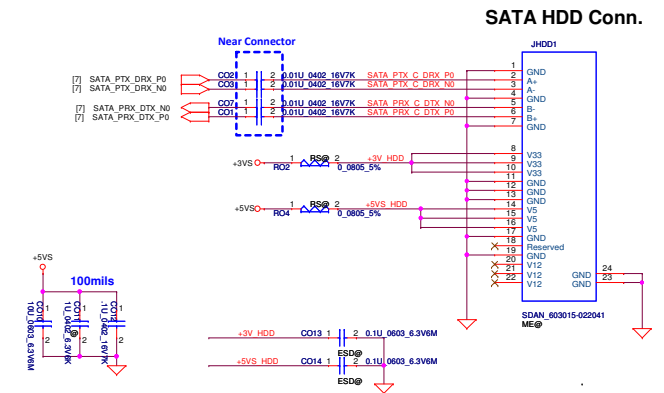 SATA HDD Conn.
Near Connector
JHDD1
[7] SATA_PTX_DRX_P0 CO2 1 2 0.01U_0402_16V7K SATA_PTX_C_DRX_P0
[7] SATA_PTX_DRX_N0 CO3 1 2 0.01U_0402_16V7K SATA_PTX_C_DRX_N0
[7] SATA_PRX_DTX_N0 CO7 1 2 0.01U_0402_16V7K SATA_PRX_C_DTX_N0
[7] SATA_PRX_DTX_P0 CO1 1 2 0.01U_0402_16V7K SATA_PRX_C_DTX_P0
1 GND
2 A+
3 A-
4 GND
5 B-
6 B+
7 GND
+3VS 1 RS@ 2 +3V_HDD
RO2 0_0805_5%
8 V33
9 V33
10 V33
11 GND
12 GND
13 GND
+5VS 1 RS@ 2 +5VS_HDD
RO4 0_0805_5%
14 V5
15 V5
16 V5
17 GND
18 Reserved
19 GND
20 V12
21 V12
22 V12
GND 24
GND 23
SDAN_603015-022041
ME@
+5VS
100mils
CO10 1 2
10U_0603_6.3V6M
CO11 1 2
1U_0402_6.3V6K
@
CO12 1 2
.1U_0402_16V7K
+3V_HDD CO13 1 2 0.1U_0603_6.3V6M
ESD@
+5VS_HDD CO14 1 2 0.1U_0603_6.3V6M
ESD@